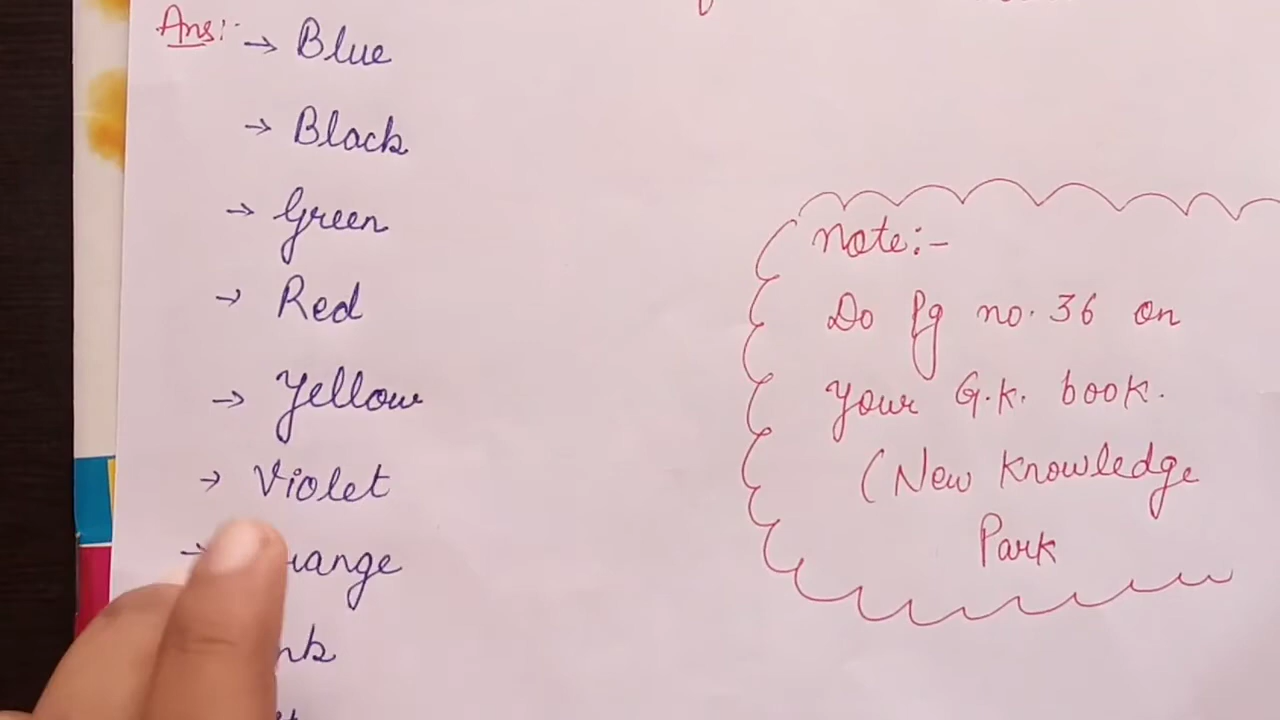 Ans:- → Blue
→ Black
→ Green
→ Red
→ Yellow
→ Violet
Note:-
Do Pg no. 36 on
your G.K. book.
(New Knowledge
Park